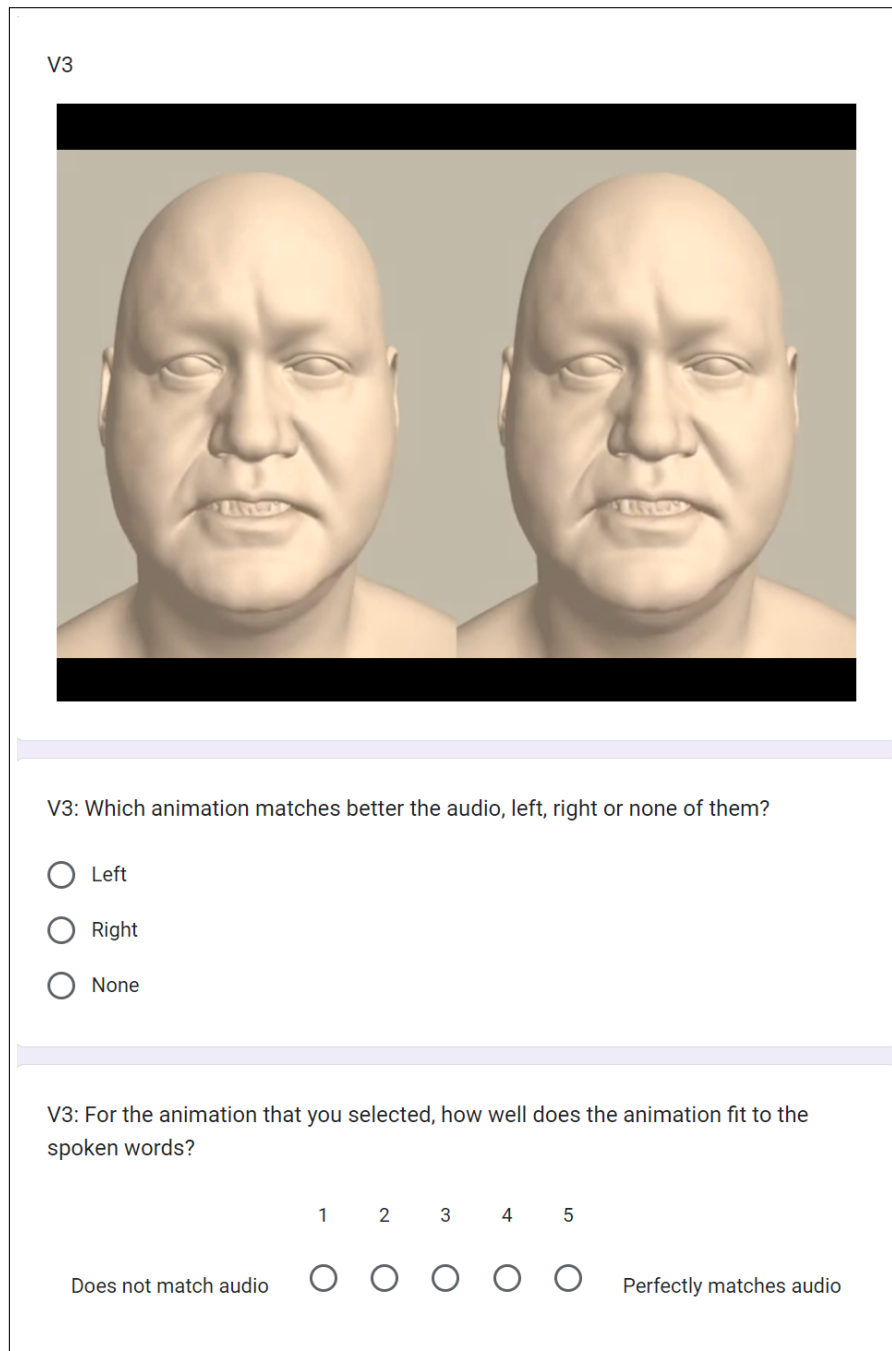 V3
V3: Which animation matches better the audio, left, right or none of them?
Left
Right
None
V3: For the animation that you selected, how well does the animation fit to the
spoken words?
1 2 3 4 5
Does not match audio Perfectly matches audio